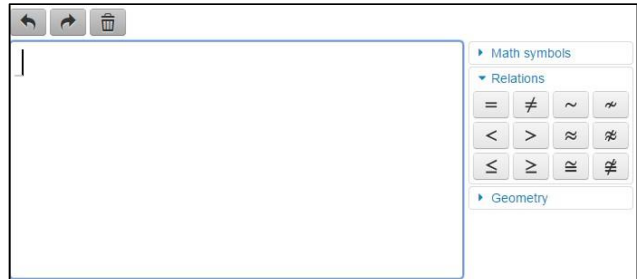 Math symbols
Relations
= ≠ ~ ≁
< > ≈ ≉
≤ ≥ ≅ ≇
Geometry